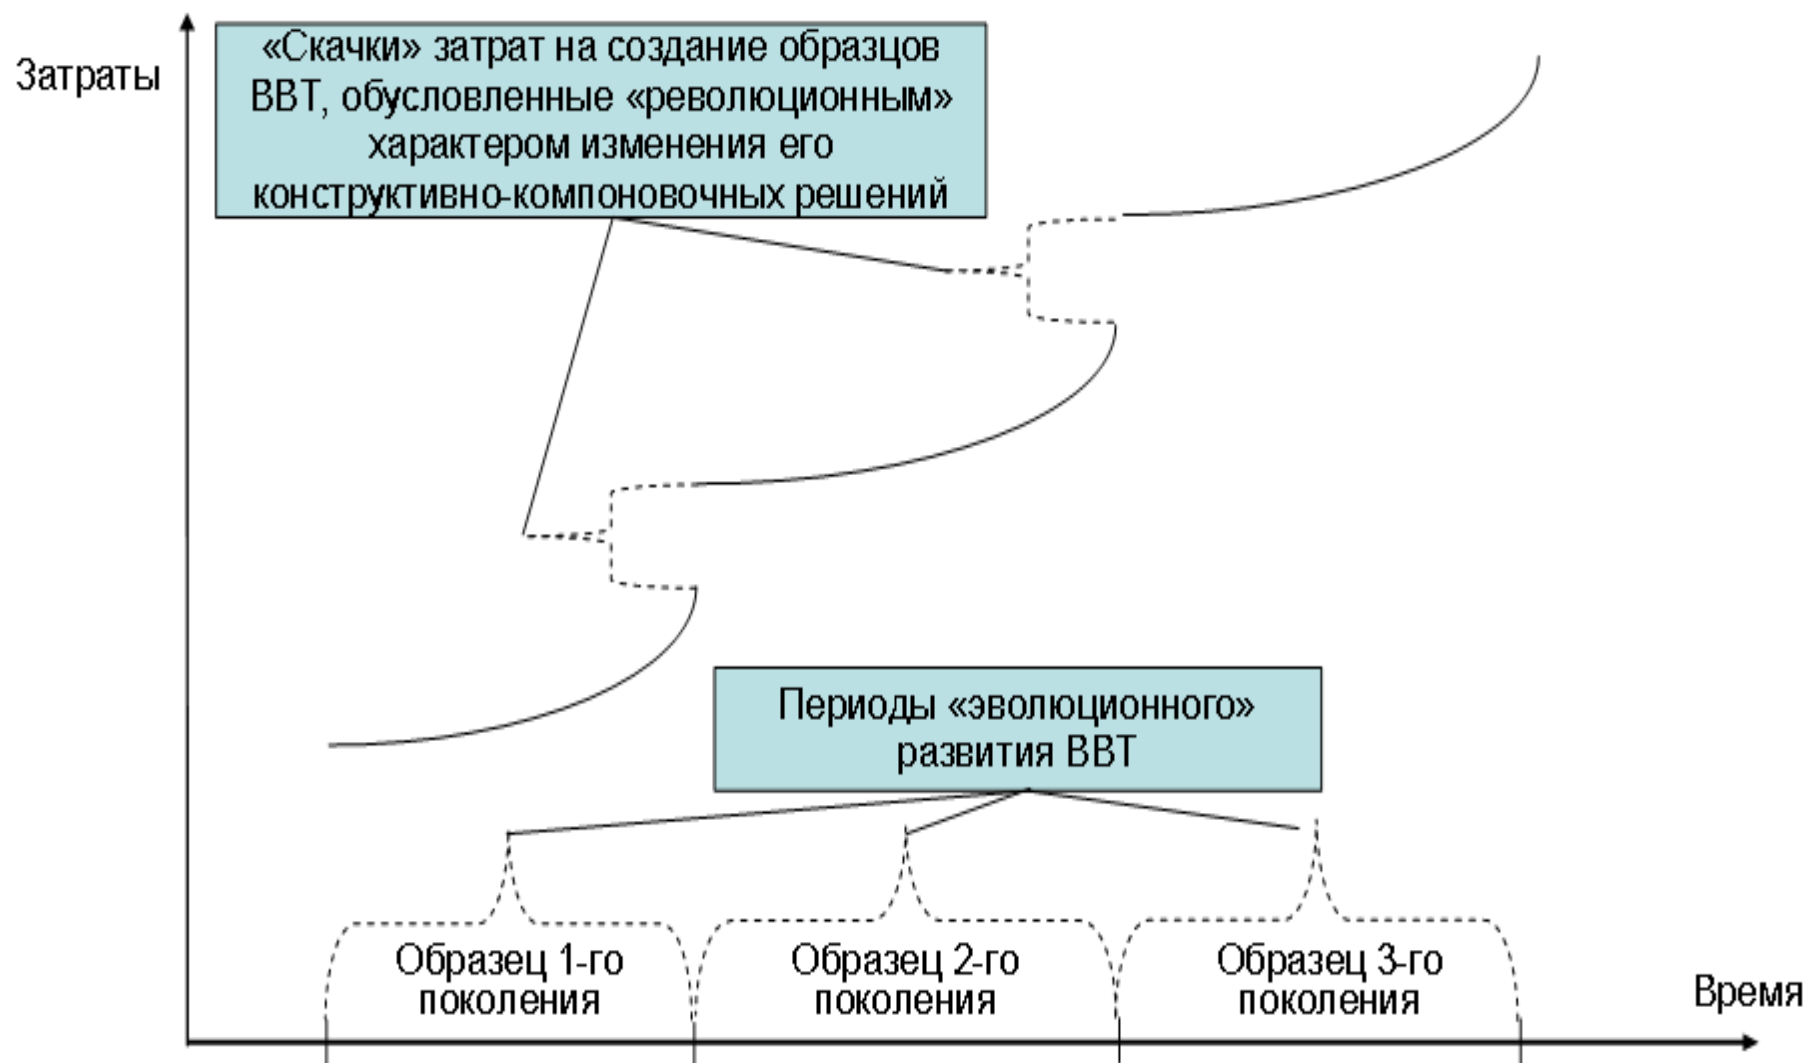 Затраты
«Скачки» затрат на создание образцов
ВВТ, обусловленные «революционным»
характером изменения его
конструктивно-компоновочных решений
Периоды «эволюционного»
развития ВВТ
Образец 1-го
поколения
Образец 2-го
поколения
Образец 3-го
поколения
Время